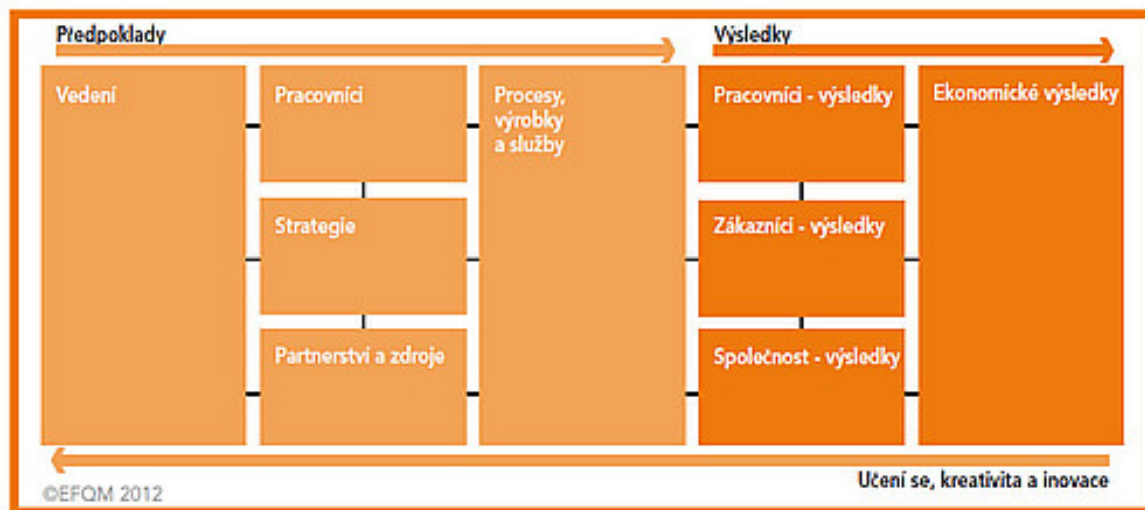 Předpoklady
Výsledky
Vedení
Pracovníci
Procesy,
výrobky
a služby
Pracovníci - výsledky
Ekonomické výsledky
Strategie
Zákazníci - výsledky
Partnerství a zdroje
Společnost - výsledky
Učení se, kreativita a inovace
©EFQM 2012